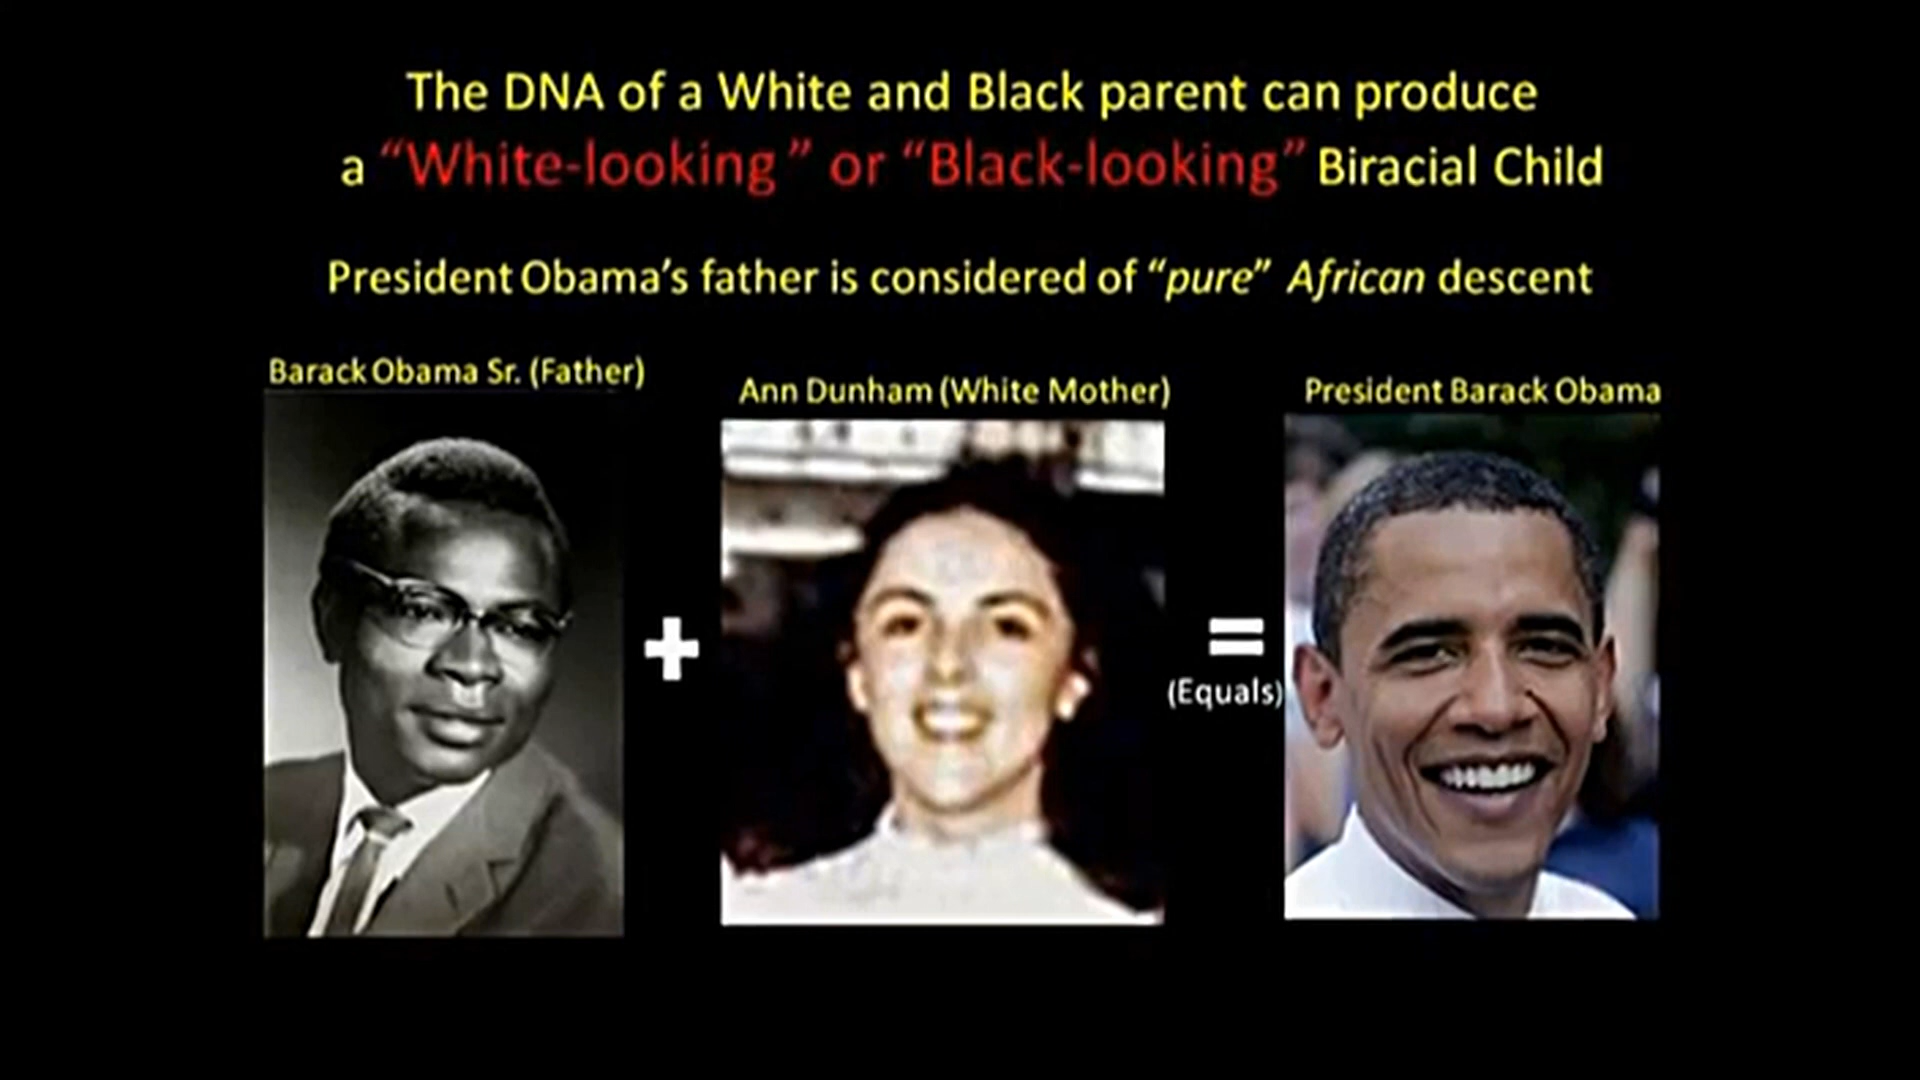 The DNA of a White and Black parent can produce
a “White-looking ” or “Black-looking” Biracial Child
President Obama’s father is considered of “pure” African descent
Barack Obama Sr. (Father)
Ann Dunham (White Mother)
President Barack Obama
+
=
(Equals)